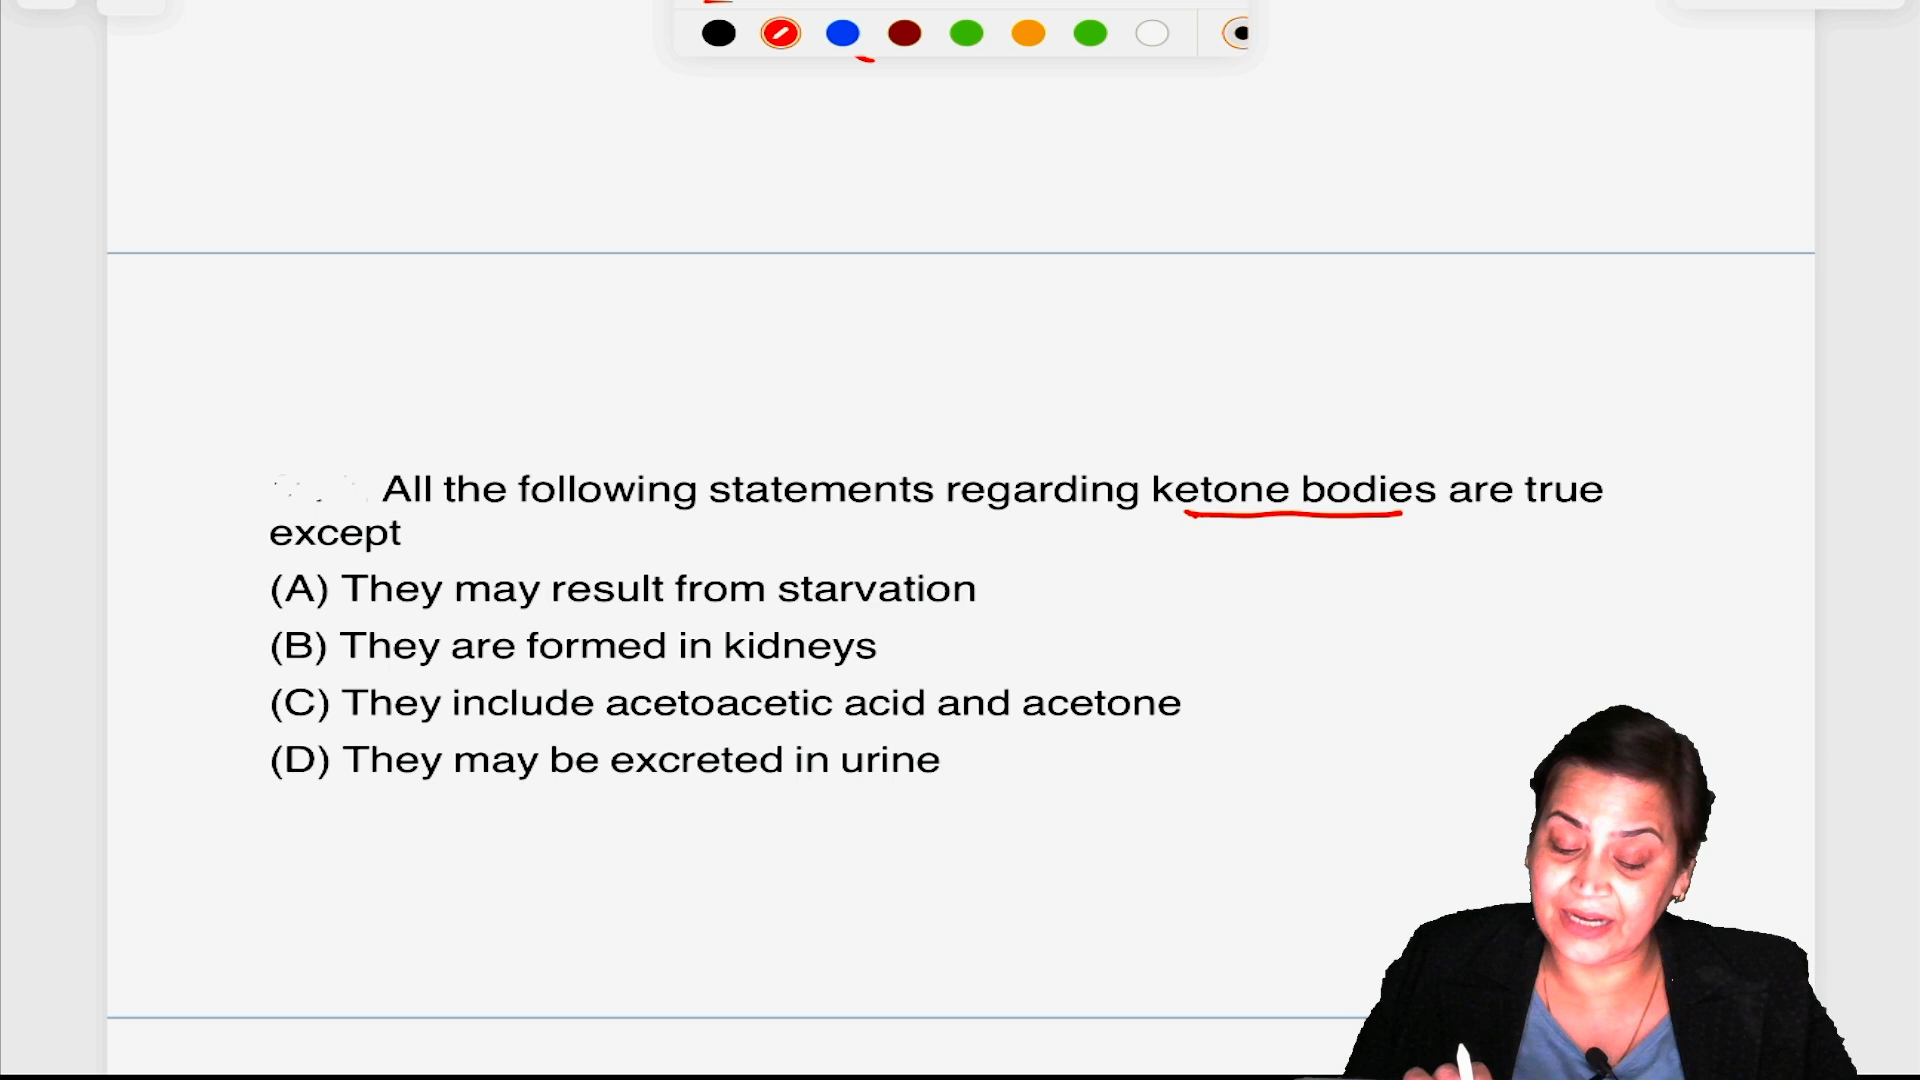 All the following statements regarding ketone bodies are true
except
(A) They may result from starvation
(B) They are formed in kidneys
(C) They include acetoacetic acid and acetone
(D) They may be excreted in urine